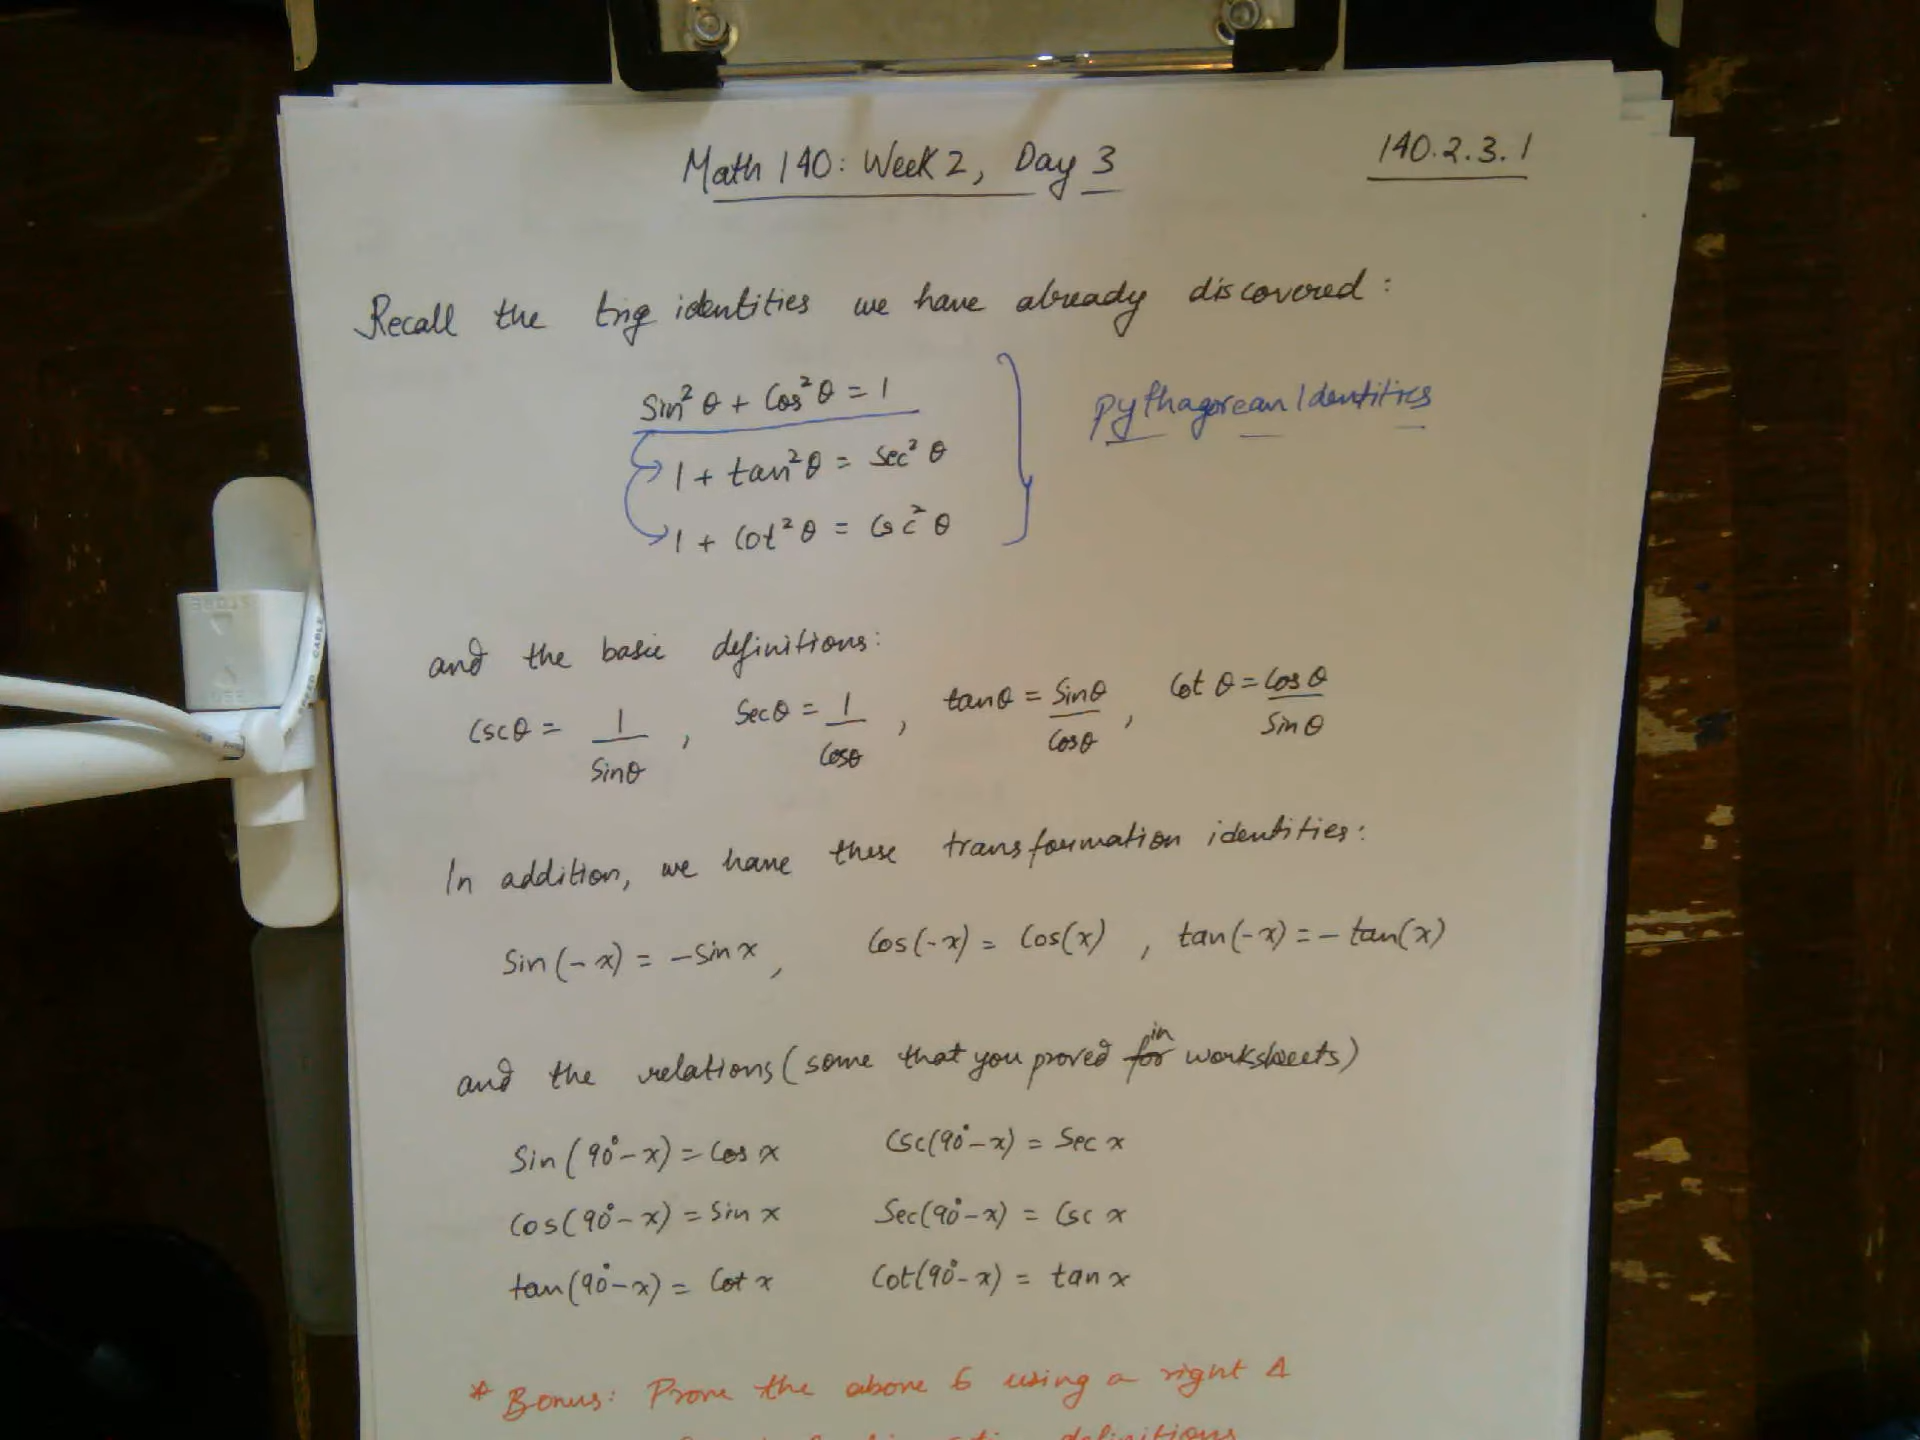 Math 140: Week 2, Day 3
140.2.3.1
Recall the trig identities we have already discovered:
Sin²θ + Cos²θ = 1
1 + tan²θ = Sec²θ
1 + Cot²θ = Csc²θ
Pythagorean Identities
and the basic definitions:
Cscθ = 1/Sinθ , Secθ = 1/Cosθ , tanθ = Sinθ/Cosθ , Cot θ = Cos θ/Sin θ
In addition, we have these transformation identities:
Sin(-x) = -Sin x , Cos(-x) = Cos(x) , tan(-x) = - tan(x)
and the relations (some that you proved in worksheets)
Sin(90°-x) = Cos x Csc(90°-x) = Sec x
Cos(90°-x) = Sin x Sec(90°-x) = Csc x
tan(90°-x) = Cot x Cot(90°-x) = tan x
* Bonus: Prove the above 6 using a right Δ
definitions